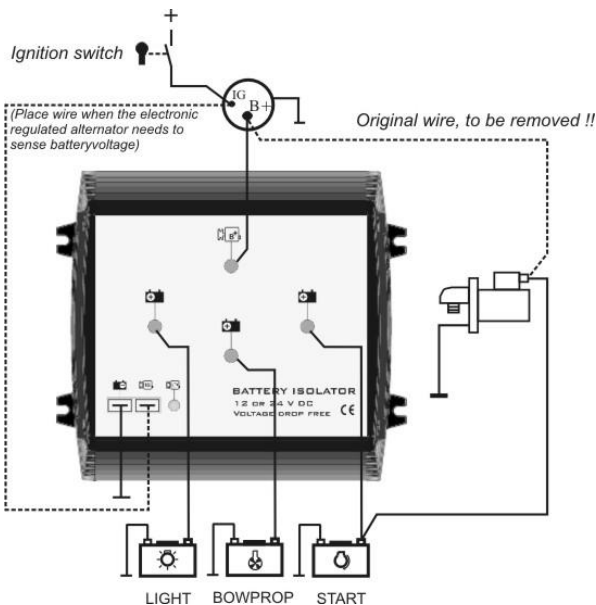 +
Ignition switch
IG
B+
(Place wire when the electronic
regulated alternator needs to
sense batteryvoltage)
Original wire, to be removed !!
B+
BATTERY ISOLATOR
12 OR 24 V DC
VOLTAGE DROP FREE CE
LIGHT BOWPROP START